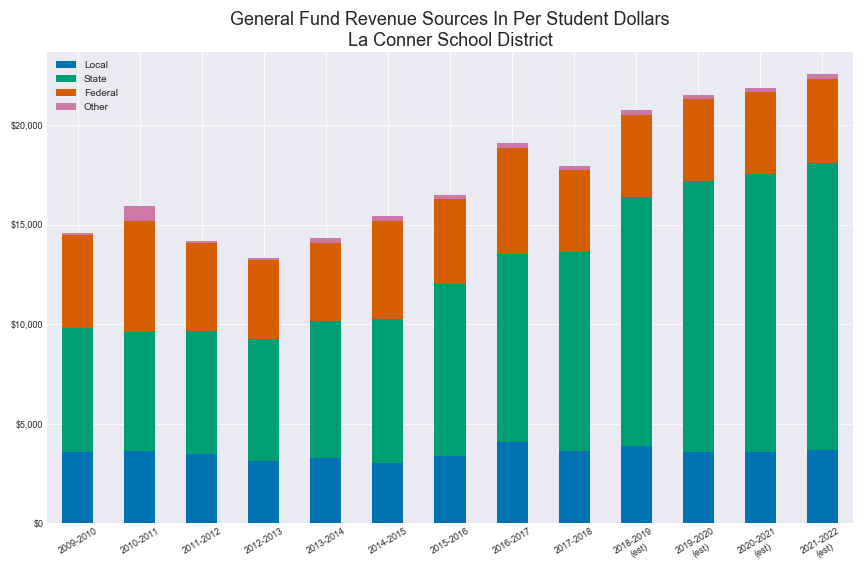 General Fund Revenue Sources In Per Student Dollars
La Conner School District
Local
State
Federal
Other
$20,000
$15,000
$10,000
$5,000
$0
2009-2010
2010-2011
2011-2012
2012-2013
2013-2014
2014-2015
2015-2016
2016-2017
2017-2018
2018-2019
(est)
2019-2020
(est)
2020-2021
(est)
2021-2022
(est)